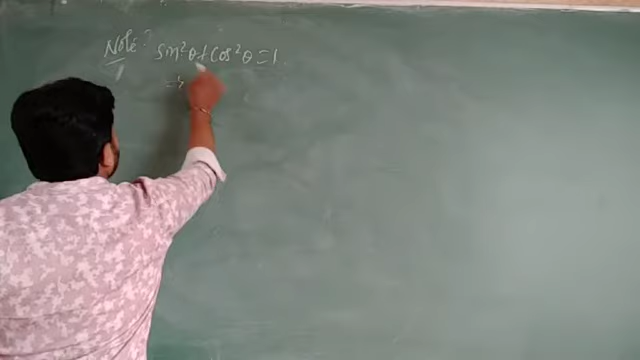 Note:
sin²θ + cos²θ = 1
⇒